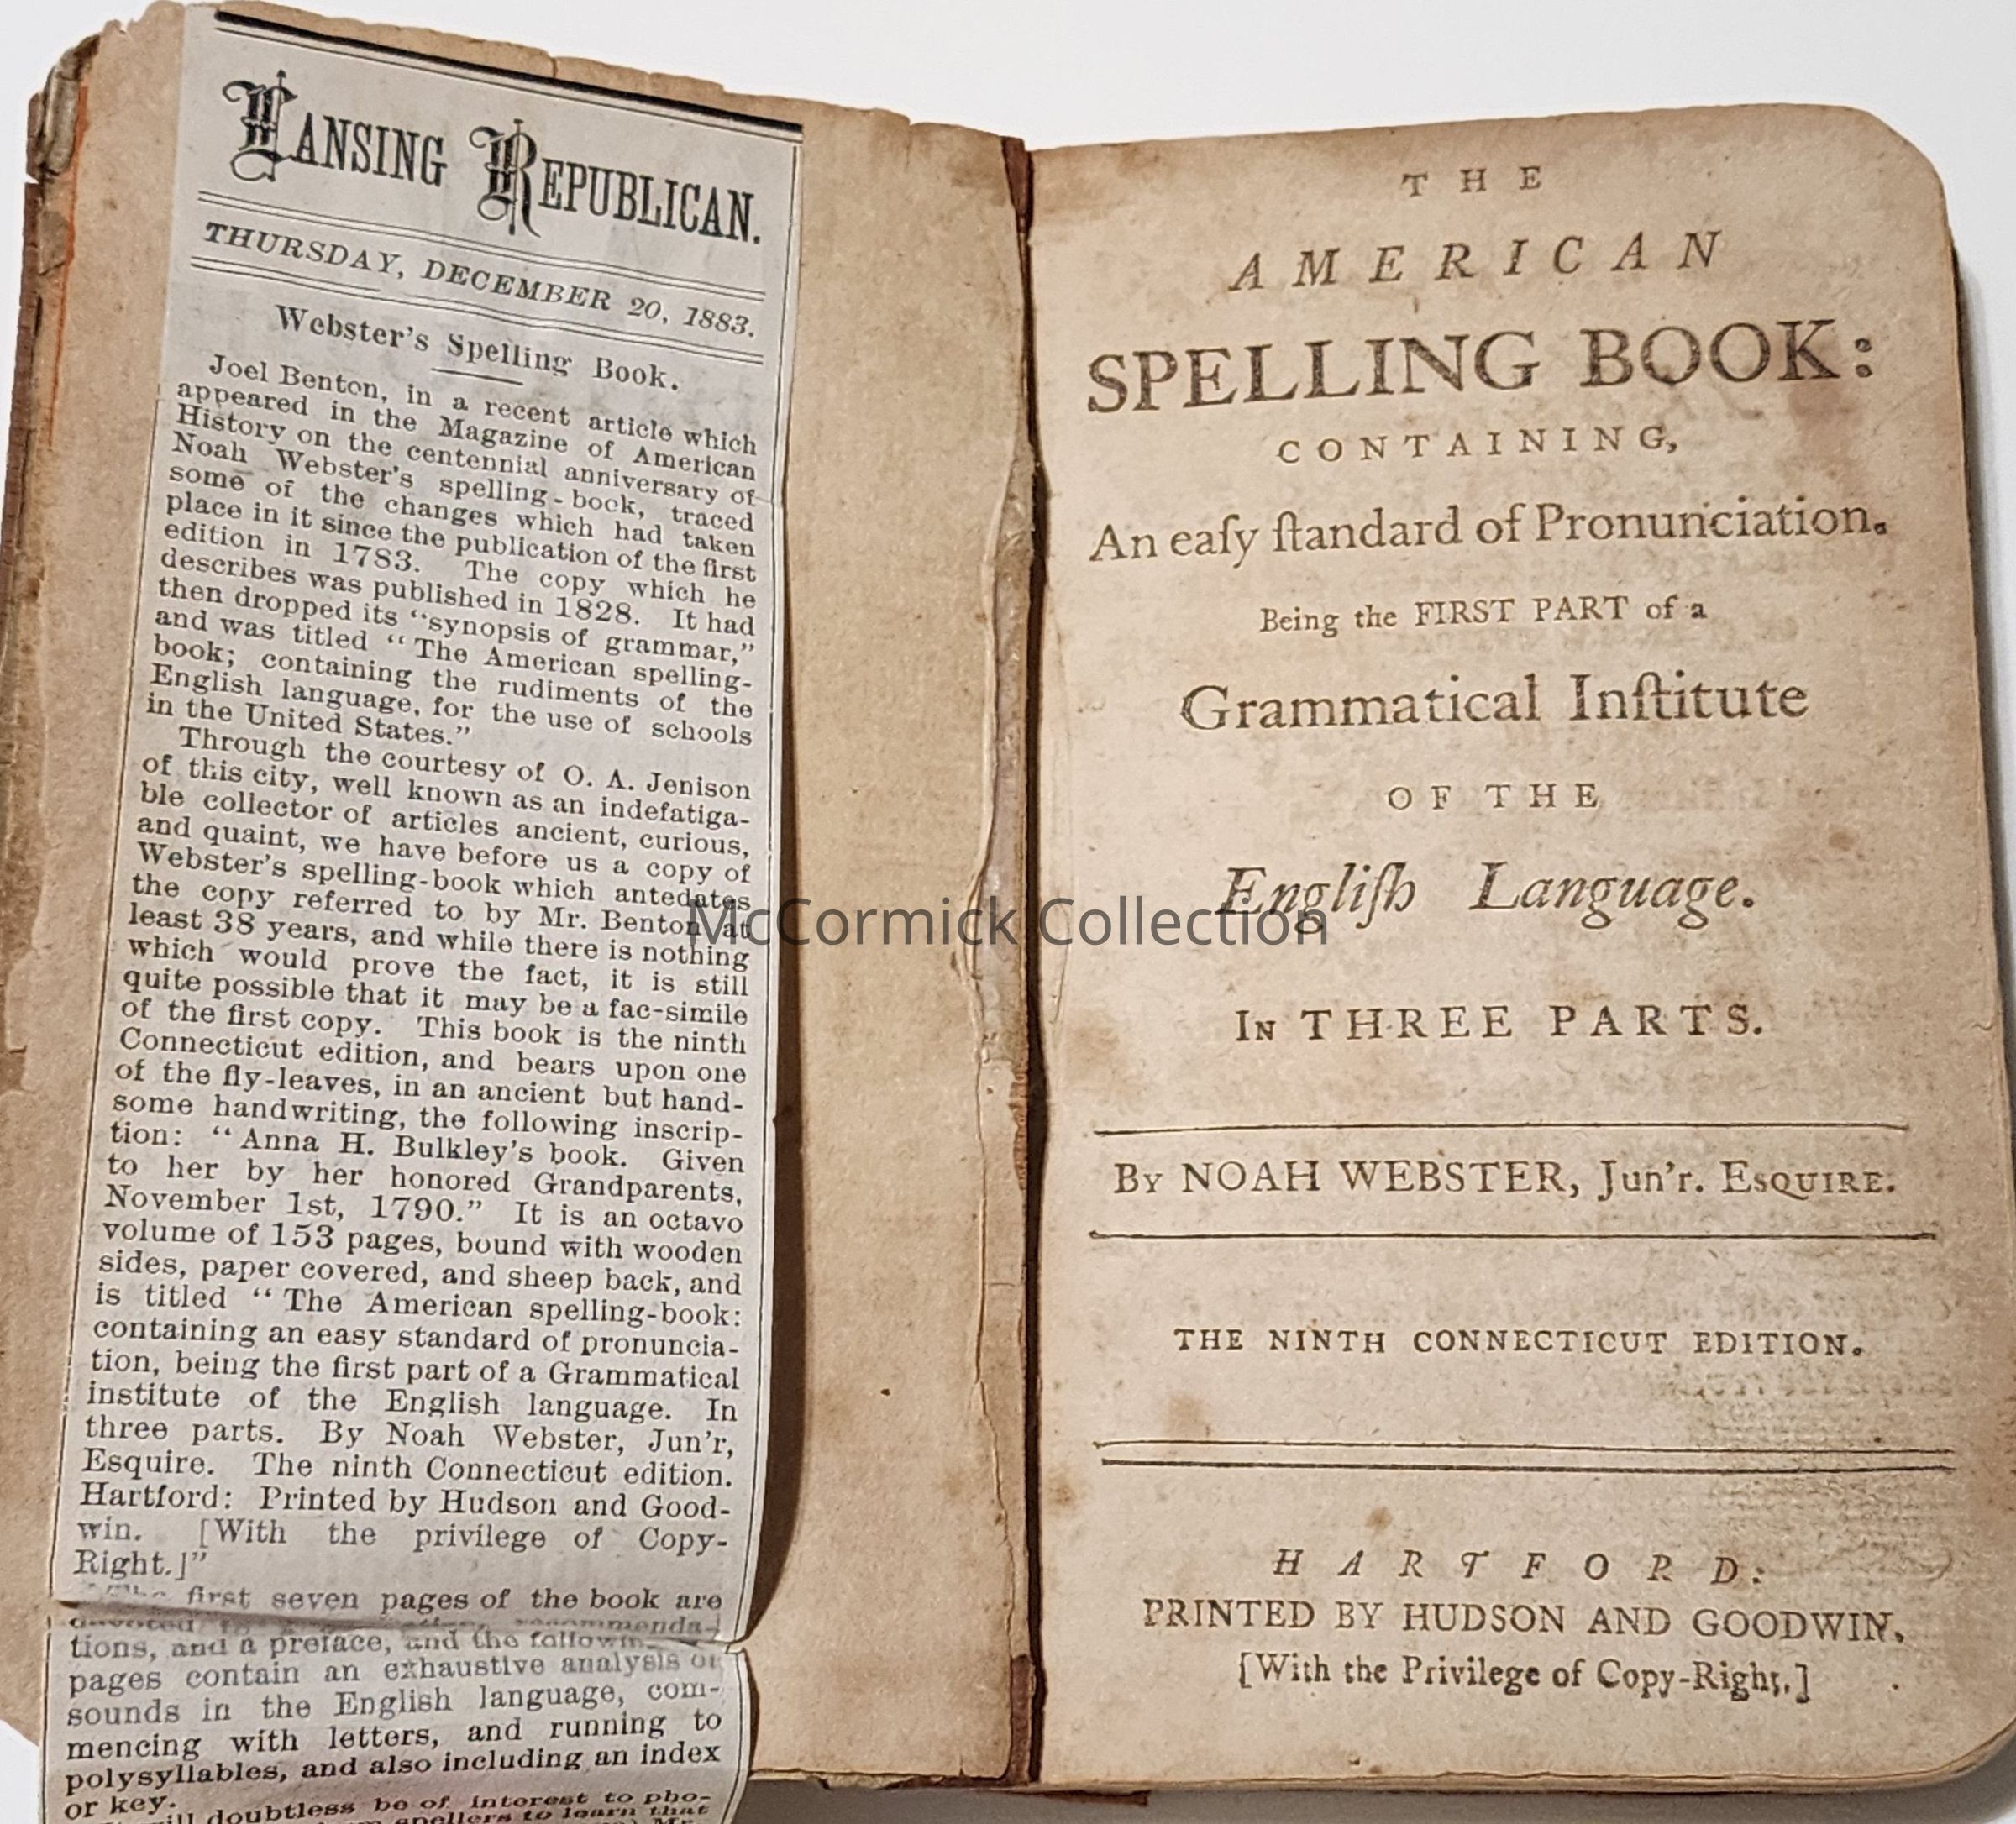 LANSING REPUBLICAN.
THURSDAY, DECEMBER 20, 1883.
Webster's Spelling Book.
Joel Benton, in a recent article which
appeared in the Magazine of American
History on the centennial anniversary of
Noah Webster's spelling-book, traced
some of the changes which had taken
place in it since the publication of the first
edition in 1783. The copy which he
describes was published in 1828. It had
then dropped its "synopsis of grammar,"
and was titled "The American spelling-
book; containing the rudiments of the
English language, for the use of schools
in the United States."
Through the courtesy of O. A. Jenison
of this city, well known as an indefatiga-
ble collector of articles ancient, curious,
and quaint, we have before us a copy of
Webster's spelling-book which antedates
the copy referred to by Mr. Benton at
least 38 years, and while there is nothing
which would prove the fact, it is still
quite possible that it may be a fac-simile
of the first copy. This book is the ninth
Connecticut edition, and bears upon one
of the fly-leaves, in an ancient but hand-
some handwriting, the following inscrip-
tion: "Anna H. Bulkley's book. Given
to her by her honored Grandparents,
November 1st, 1790." It is an octavo
volume of 153 pages, bound with wooden
sides, paper covered, and sheep back, and
is titled "The American spelling-book:
containing an easy standard of pronuncia-
tion, being the first part of a Grammatical
institute of the English language. In
three parts. By Noah Webster, Jun'r,
Esquire. The ninth Connecticut edition.
Hartford: Printed by Hudson and Good-
win. [With the privilege of Copy-
Right.]"
The first seven pages of the book are
devoted recommenda-
tions, and a preface, and the following
pages contain an exhaustive analysis of
sounds in the English language, com-
mencing with letters, and running to
polysyllables, and also including an index
or key.
will doubtless be of interest to pho-
spellers to learn that
Mr.
THE
AMERICAN
SPELLING BOOK:
CONTAINING,
An eaſy ſtandard of Pronunciation.
Being the FIRST PART of a
Grammatical Inſtitute
OF THE
Engliſh Language.
IN THREE PARTS.
By NOAH WEBSTER, Jun'r. ESQUIRE.
THE NINTH CONNECTICUT EDITION.
HARTFORD:
PRINTED BY HUDSON AND GOODWIN.
[With the Privilege of Copy-Right.]
McCormick Collection